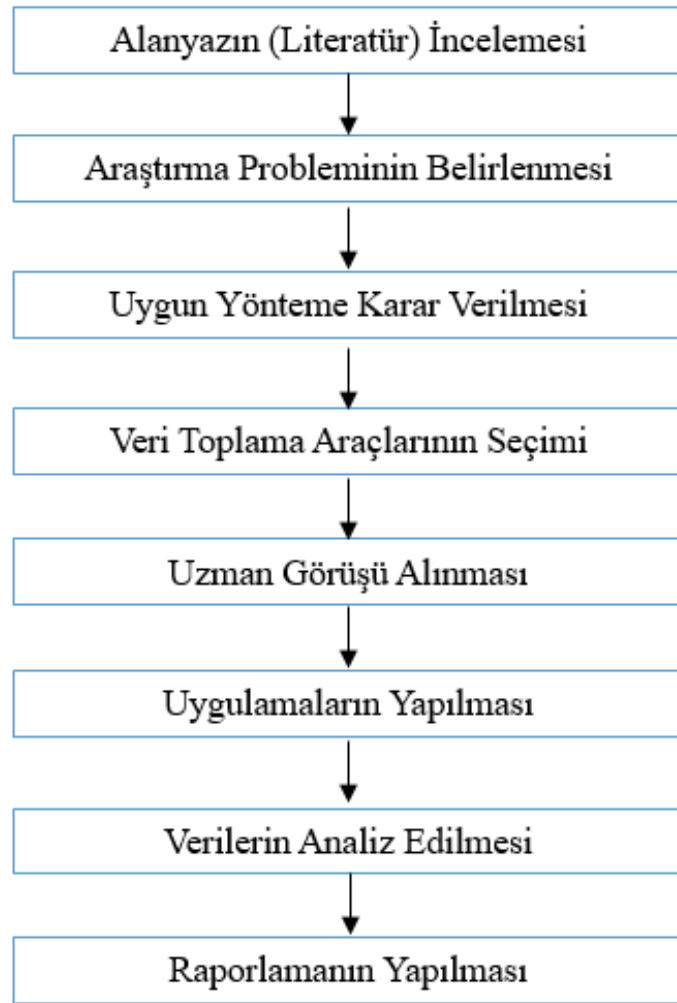 Alanyazın (Literatür) İncelemesi
Araştırma Probleminin Belirlenmesi
Uygun Yönteme Karar Verilmesi
Veri Toplama Araçlarının Seçimi
Uzman Görüşü Alınması
Uygulamaların Yapılması
Verilerin Analiz Edilmesi
Raporlamanın Yapılması